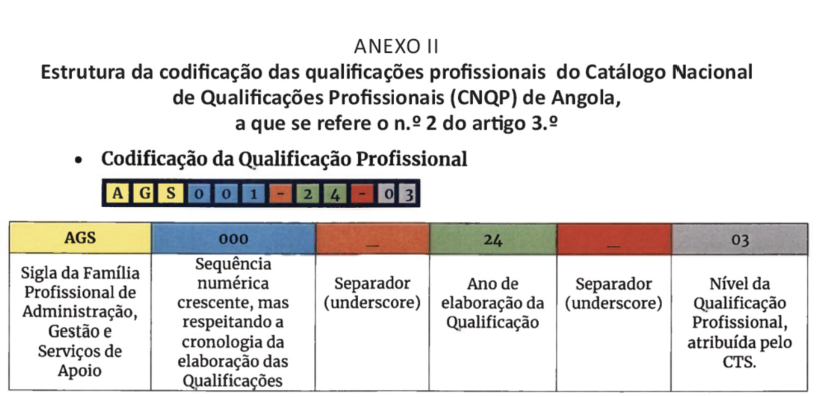 ANEXO II
Estrutura da codificação das qualificações profissionais do Catálogo Nacional
de Qualificações Profissionais (CNQP) de Angola,
a que se refere o n.º 2 do artigo 3.º
• Codificação da Qualificação Profissional
A G S 0 0 1 - 2 4 - 0 3
AGS 000 _ 24 _ 03
Sigla da Família
Profissional de
Administração,
Gestão e
Serviços de
Apoio
Sequência
numérica
crescente, mas
respeitando a
cronologia da
elaboração das
Qualificações
Separador
(underscore)
Ano de
elaboração da
Qualificação
Separador
(underscore)
Nível da
Qualificação
Profissional,
atribuída pelo
CTS.